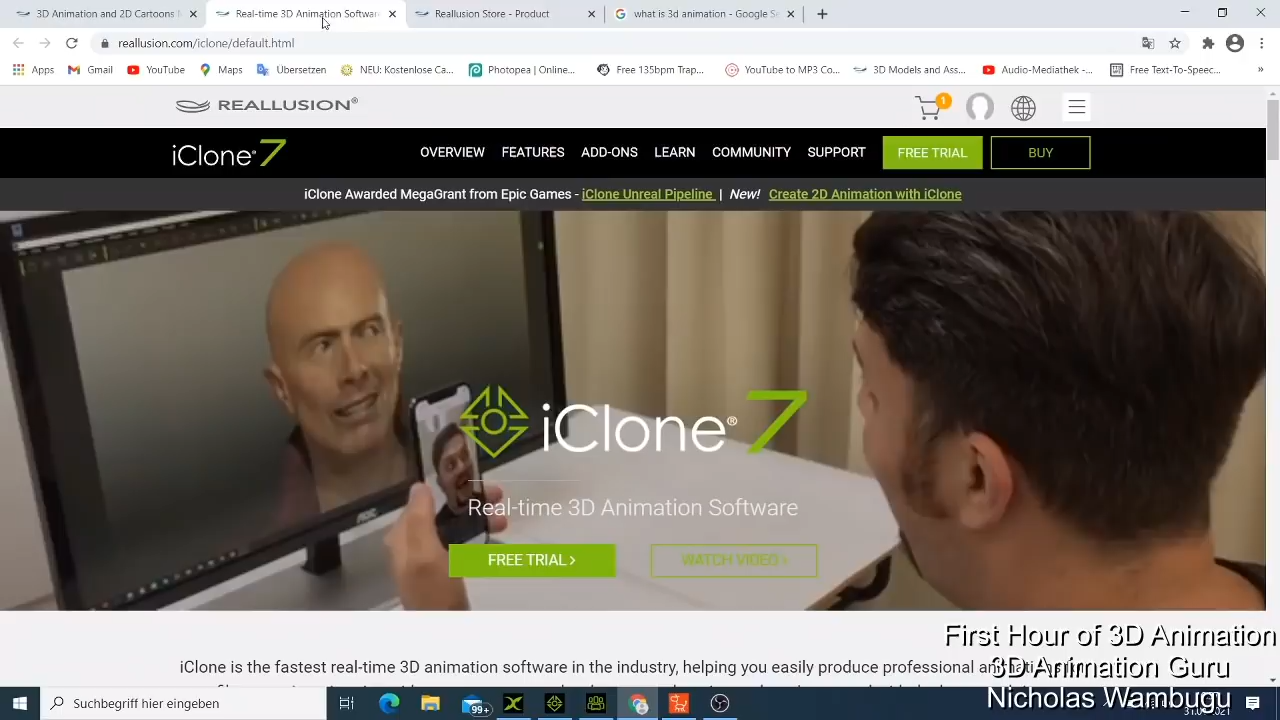 3D Animation and 2D Cartoons
Real-time 3D Animation Software
Reallusion Store - Product
what is 3d animation - Google Se
reallusion.com/iclone/default.html
Apps
Gmail
YouTube
Maps
Übersetzen
NEU: Kostenlose Ca...
Photopea | Online...
Free 135bpm Trap...
YouTube to MP3 Co...
3D Models and Ass...
Audio-Mediathek -...
Free Text-To-Speec...
»
REALLUSION®
1
iClone® 7
OVERVIEW
FEATURES
ADD-ONS
LEARN
COMMUNITY
SUPPORT
FREE TRIAL
BUY
iClone Awarded MegaGrant from Epic Games - iClone Unreal Pipeline | New! Create 2D Animation with iClone
iClone® 7
Real-time 3D Animation Software
FREE TRIAL ›
WATCH VIDEO ›
AOC
iClone is the fastest real-time 3D animation software in the industry, helping you easily produce professional
First Hour of 3D Animation
3D Animation Guru
Nicholas Wambugu
Suchbegriff hier eingeben
99+